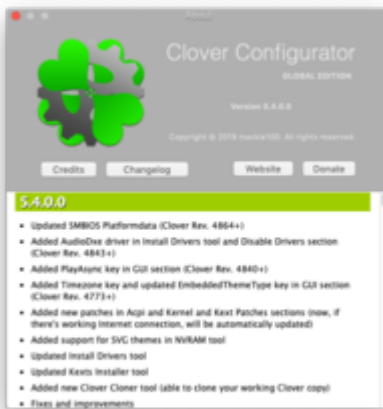 Clover Configurator
GLOBAL EDITION
Version 5.4.0.0
Copyright © 2019 mackie100. All rights reserved.
Credits
Changelog
Website
Donate
5.4.0.0
• Updated SMBIOS Platformdata (Clover Rev. 4864+)
• Added AudioDxe driver in Install Drivers tool and Disable Drivers section
(Clover Rev. 4843+)
• Added PlayAsync key in GUI section (Clover Rev. 4840+)
• Added Timezone key and updated EmbeddedThemeType key in GUI section
(Clover Rev. 4773+)
• Added new patches in Acpi and Kernel and Kext Patches sections (now, if
there's working Internet connection, will be automatically updated)
• Added support for SVG themes in NVRAM tool
• Updated Install Drivers tool
• Updated Kexts Installer tool
• Added new Clover Cloner tool (able to clone your working Clover copy)
• Fixes and improvements